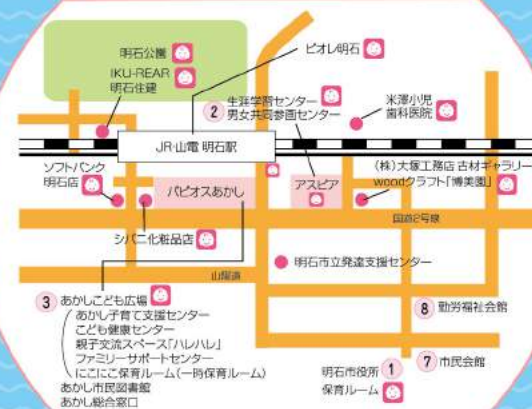 明石公園
IKU-REAR
明石住建
ピオレ明石
2 生涯学習センター
男女共同参画センター
米澤小児
歯科医院
JR・山電 明石駅
ソフトバンク
明石店
パピオスあかし
アスピア
(株)大塚工務店 古材ギャラリー
woodクラフト「博美園」
国道2号線
シバニ化粧品店
山陽道
明石市立発達支援センター
3 あかしこども広場
あかし子育て支援センター
こども健康センター
親子交流スペース「ハレハレ」
ファミリーサポートセンター
にこにこ保育ルーム(一時保育ルーム)
あかし市民図書館
あかし総合窓口
8 勤労福祉会館
7 市民会館
明石市役所 1
保育ルーム